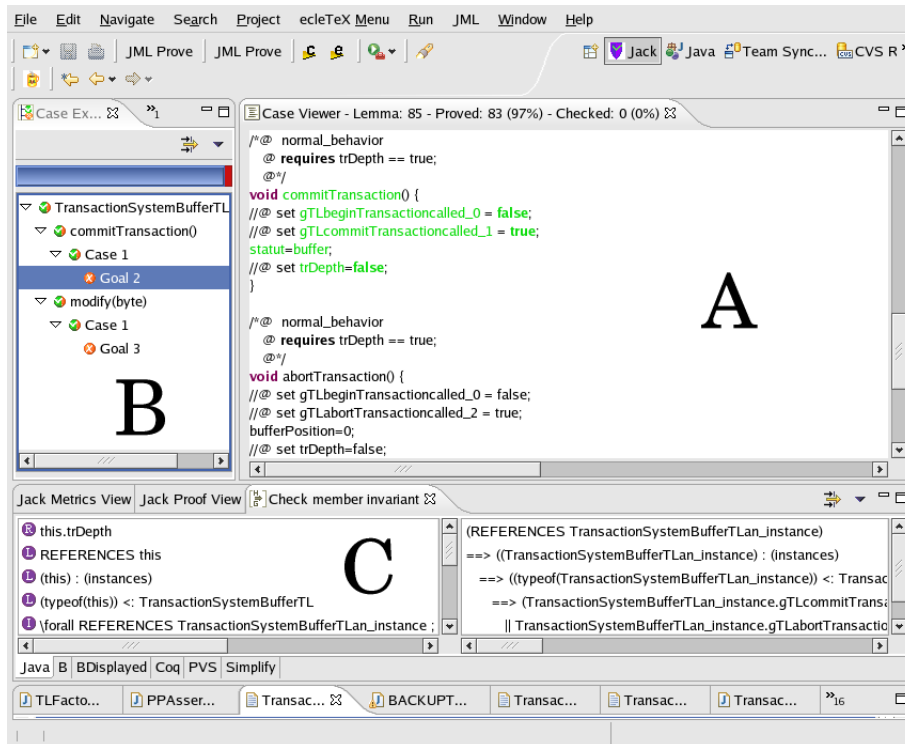 File Edit Navigate Search Project ecleTeX Menu Run JML Window Help
JML Prove JML Prove Jack Java Team Sync... CVS R »
Case Ex... »1
Case Viewer - Lemma: 85 - Proved: 83 (97%) - Checked: 0 (0%)
TransactionSystemBufferTL
commitTransaction()
Case 1
Goal 2
modify(byte)
Case 1
Goal 3
B
/*@ normal_behavior
@ requires trDepth == true;
@*/
void commitTransaction() {
//@ set gTLbeginTransactioncalled_0 = false;
//@ set gTLcommitTransactioncalled_1 = true;
statut=buffer;
//@ set trDepth=false;
}
/*@ normal_behavior
@ requires trDepth == true;
@*/
void abortTransaction() {
//@ set gTLbeginTransactioncalled_0 = false;
//@ set gTLabortTransactioncalled_2 = true;
bufferPosition=0;
//@ set trDepth=false;
A
Jack Metrics View Jack Proof View Check member invariant
R this.trDepth
L REFERENCES this
L (this) : (instances)
L (typeof(this)) <: TransactionSystemBufferTL
I \forall REFERENCES TransactionSystemBufferTLan_instance ;
C
(REFERENCES TransactionSystemBufferTLan_instance)
==> ((TransactionSystemBufferTLan_instance) : (instances)
==> ((typeof(TransactionSystemBufferTLan_instance)) <: Transac
==> (TransactionSystemBufferTLan_instance.gTLcommitTransa
|| TransactionSystemBufferTLan_instance.gTLabortTransactio
Java B BDisplayed Coq PVS Simplify
TLFacto... PPAsser... Transac... BACKUPT... Transac... Transac... Transac... »16